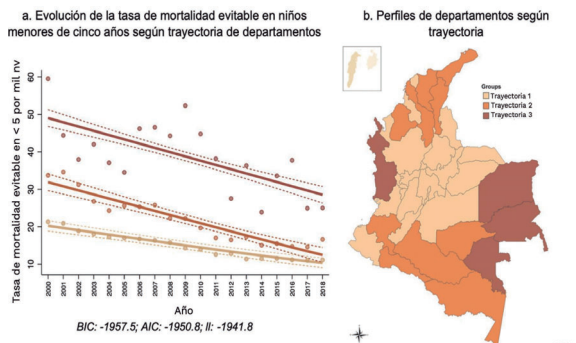 a. Evolución de la tasa de mortalidad evitable en niños
menores de cinco años según trayectoria de departamentos
Tasa de mortalidad evitable en < 5 por mil nv
60
50
40
30
20
10
2000 2001 2002 2003 2004 2005 2006 2007 2008 2009 2010 2011 2012 2013 2014 2015 2016 2017 2018
Año
BIC: -1957.5; AIC: -1950.8; ll: -1941.8
b. Perfiles de departamentos según
trayectoria
Groups
Trayectoria 1
Trayectoria 2
Trayectoria 3